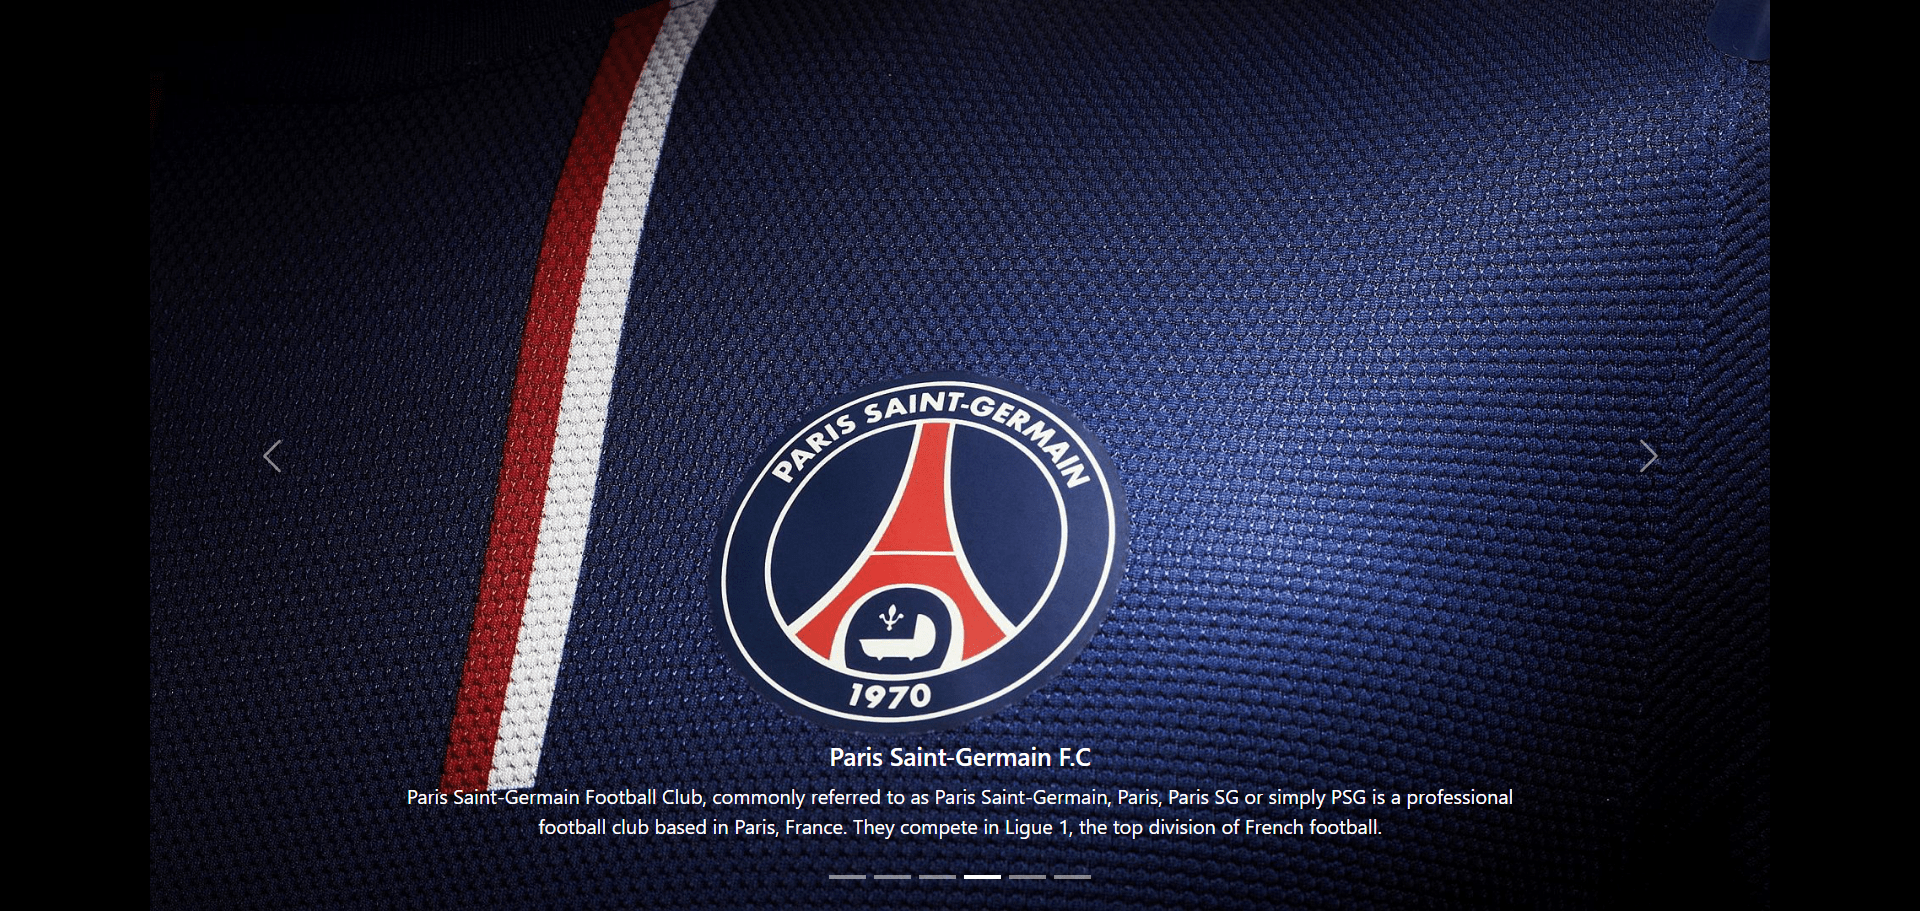 PARIS SAINT-GERMAIN
1970
Paris Saint-Germain F.C
Paris Saint-Germain Football Club, commonly referred to as Paris Saint-Germain, Paris, Paris SG or simply PSG is a professional
football club based in Paris, France. They compete in Ligue 1, the top division of French football.